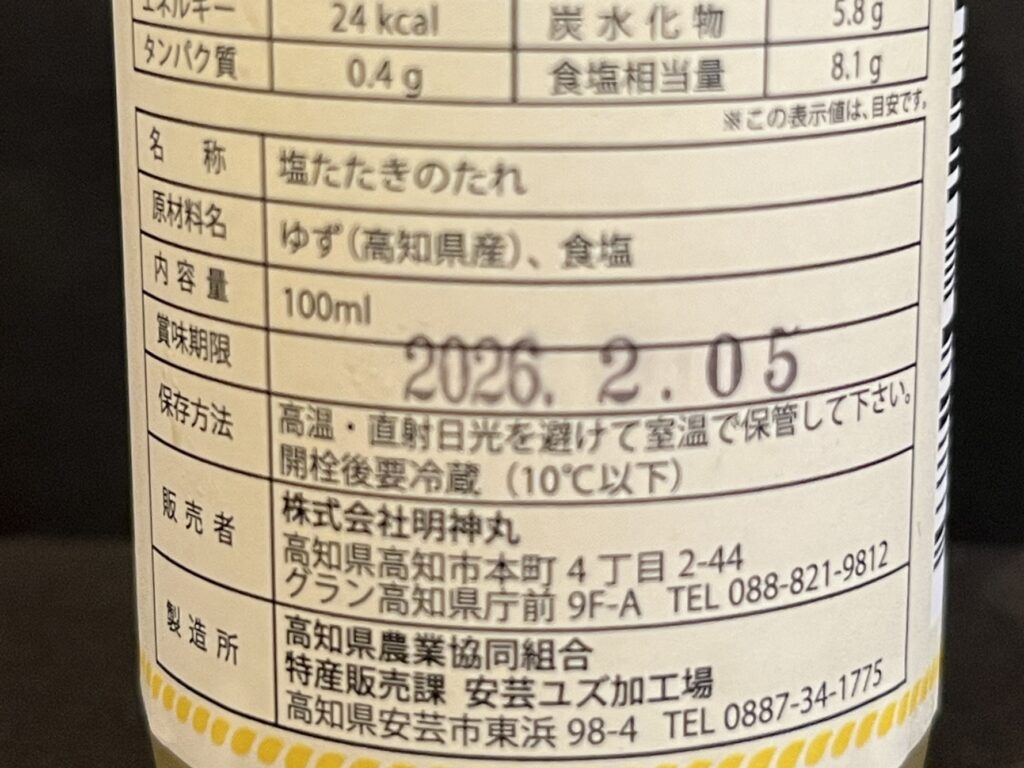 エネルギー 24 kcal 炭水化物 5.8 g
タンパク質 0.4 g 食塩相当量 8.1 g
※この表示値は、目安です。
名称 塩たたきのたれ
原材料名 ゆず(高知県産)、食塩
内容量 100ml
賞味期限 2026. 2. 05
保存方法 高温・直射日光を避けて室温で保管して下さい。
開栓後要冷蔵 (10℃以下)
販売者 株式会社明神丸
高知県高知市本町 4 丁目 2-44
グラン高知県庁前 9F-A TEL 088-821-9812
製造所 高知県農業協同組合
特産販売課 安芸ユズ加工場
高知県安芸市東浜 98-4 TEL 0887-34-1775